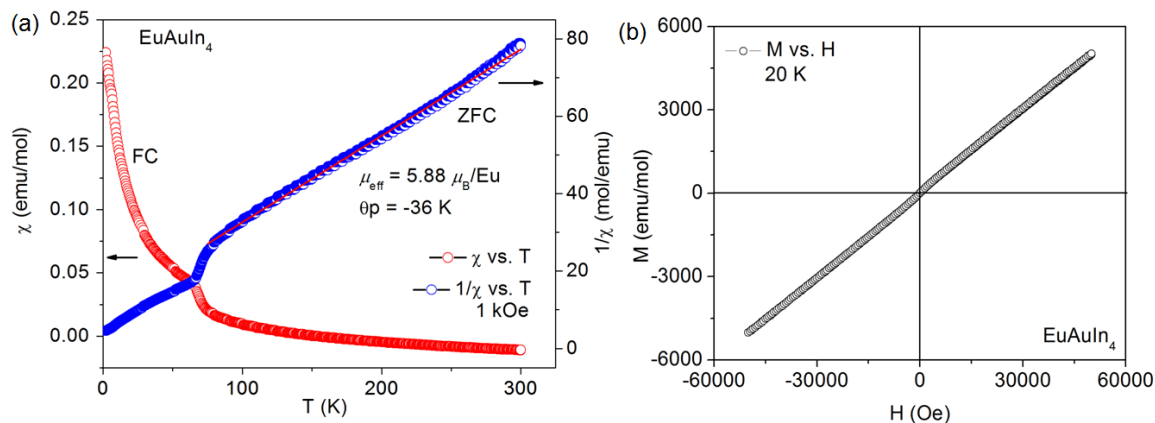 (a)
EuAuIn₄
FC
ZFC
μeff = 5.88 μB/Eu
θp = -36 K
χ vs. T
1/χ vs. T
1 kOe
χ (emu/mol)
0.25
0.20
0.15
0.10
0.05
0.00
1/χ (mol/emu)
80
60
40
20
0
0 50 100 150 200 250 300
T (K)
(b)
M vs. H
20 K
EuAuIn₄
M (emu/mol)
6000
3000
0
-3000
-6000
-60000 -30000 0 30000 60000
H (Oe)